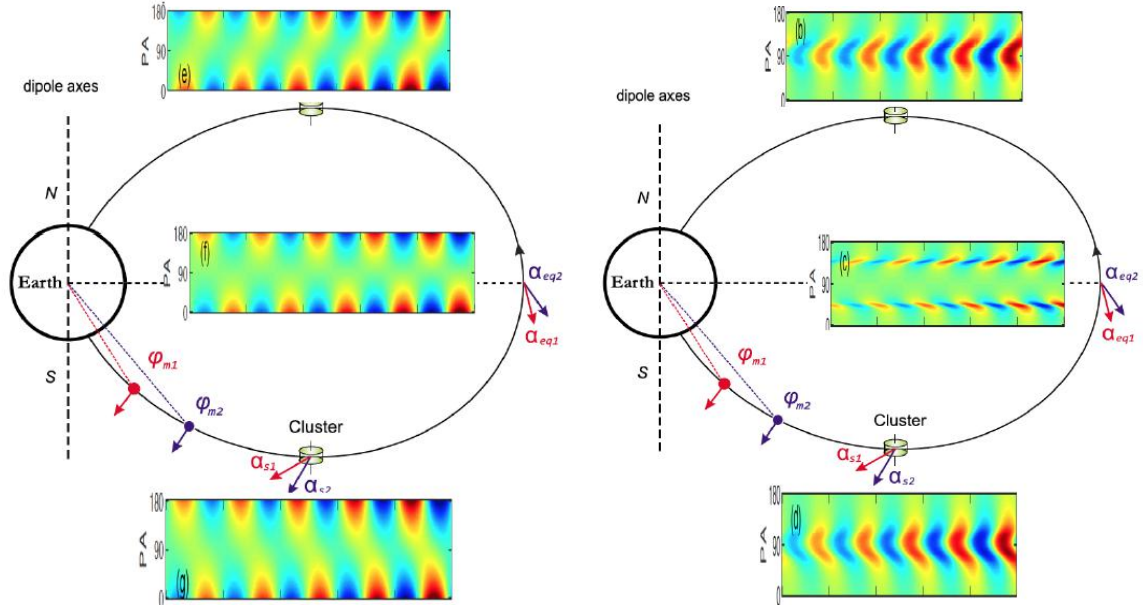 180
90
0
PA
(e)
dipole axes
N
Earth
S
180
90
0
PA
(f)
αeq2
αeq1
φm1
φm2
Cluster
αs1
αs2
180
90
0
PA
(g)
180
90
0
PA
(b)
dipole axes
N
Earth
S
180
90
0
PA
(c)
αeq2
αeq1
φm1
φm2
Cluster
αs1
αs2
180
90
0
PA
(d)